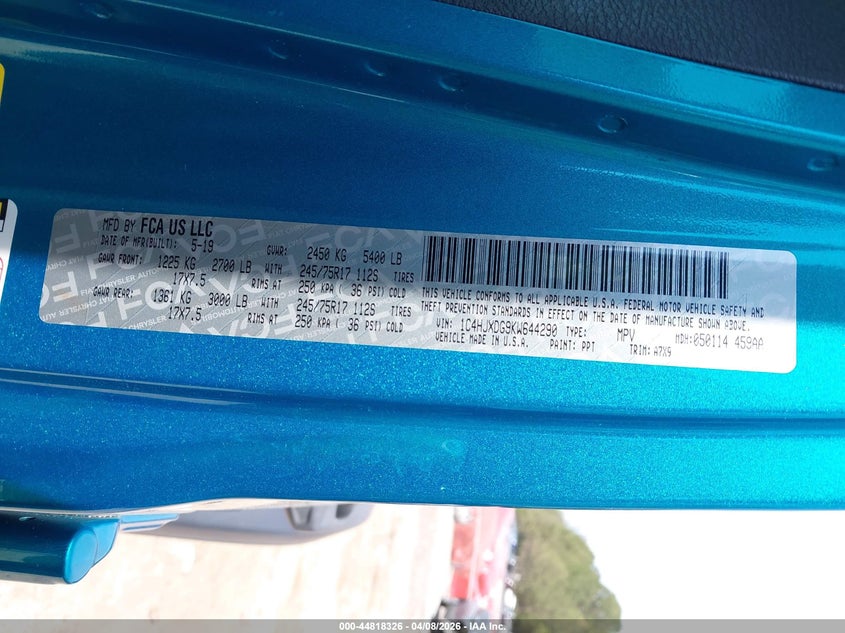 MFD BY FCA US LLC
DATE OF MFR(BUILT): 5-19 GVWR: 2450 KG 5400 LB
GAWR FRONT: 1225 KG 2700 LB WITH 245/75R17 112S TIRES
17X7.5 RIMS AT 250 KPA ( 36 PSI) COLD
GAWR REAR: 1361 KG 3000 LB WITH 245/75R17 112S TIRES
17X7.5 RIMS AT 250 KPA ( 36 PSI) COLD
THIS VEHICLE CONFORMS TO ALL APPLICABLE U.S.A. FEDERAL MOTOR VEHICLE SAFETY AND
THEFT PREVENTION STANDARDS IN EFFECT ON THE DATE OF MANUFACTURE SHOWN ABOVE.
VIN: 1C4HJXDG9KW644290 TYPE: MPV MDH: 050114 459AA
VEHICLE MADE IN U.S.A. PAINT: PPT TRIM: A7X9
000-44818326 - 04/08/2026 - IAA Inc.